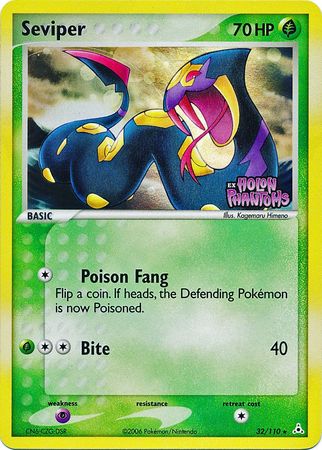 Seviper 70 HP
EX HOLON
PHANTOMS
BASIC Illus. Kagemaru Himeno
Poison Fang
Flip a coin. If heads, the Defending Pokémon
is now Poisoned.
Bite 40
weakness resistance retreat cost
©2006 Pokémon/Nintendo 32/110 ★